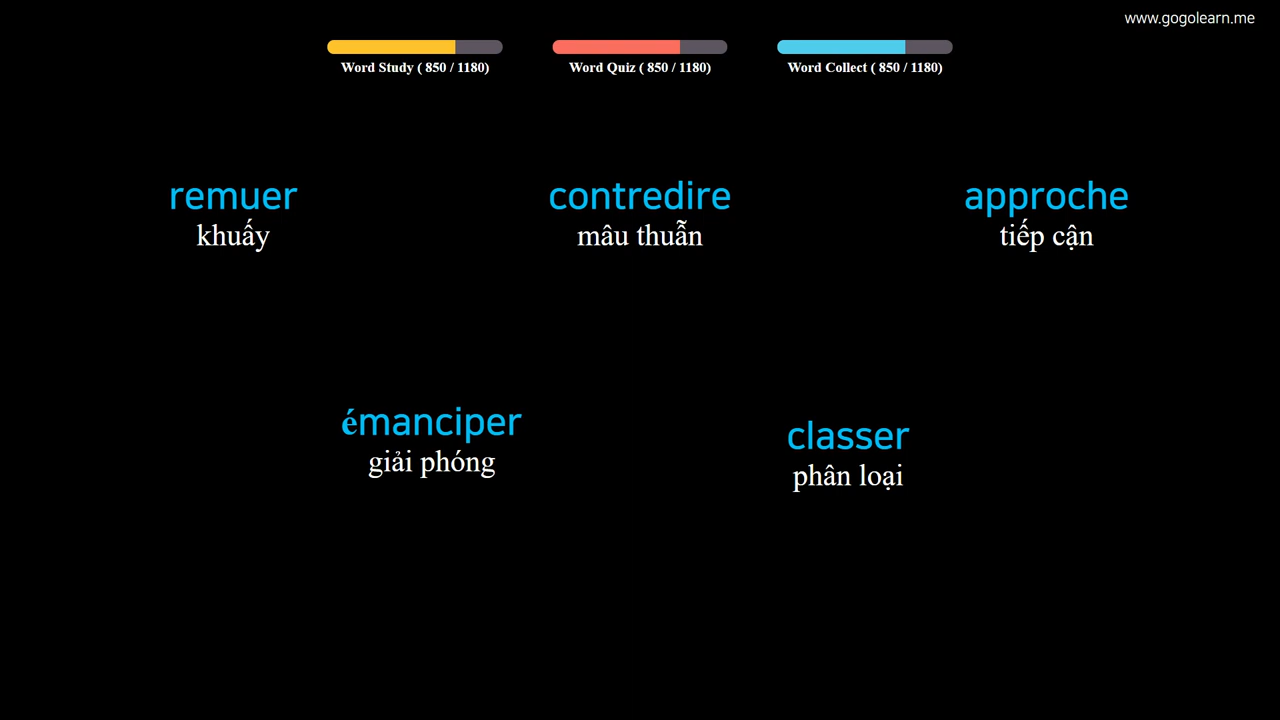 www.gogolearn.me
Word Study ( 850 / 1180)
Word Quiz ( 850 / 1180)
Word Collect ( 850 / 1180)
remuer
khuấy
contredire
mâu thuẫn
approche
tiếp cận
émanciper
giải phóng
classer
phân loại